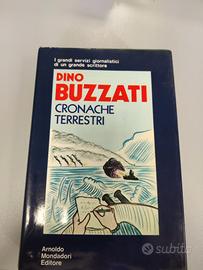 I grandi servizi giornalistici
di un grande scrittore
DINO
BUZZATI
CRONACHE
TERRESTRI
Arnoldo
Mondadori
Editore
subito